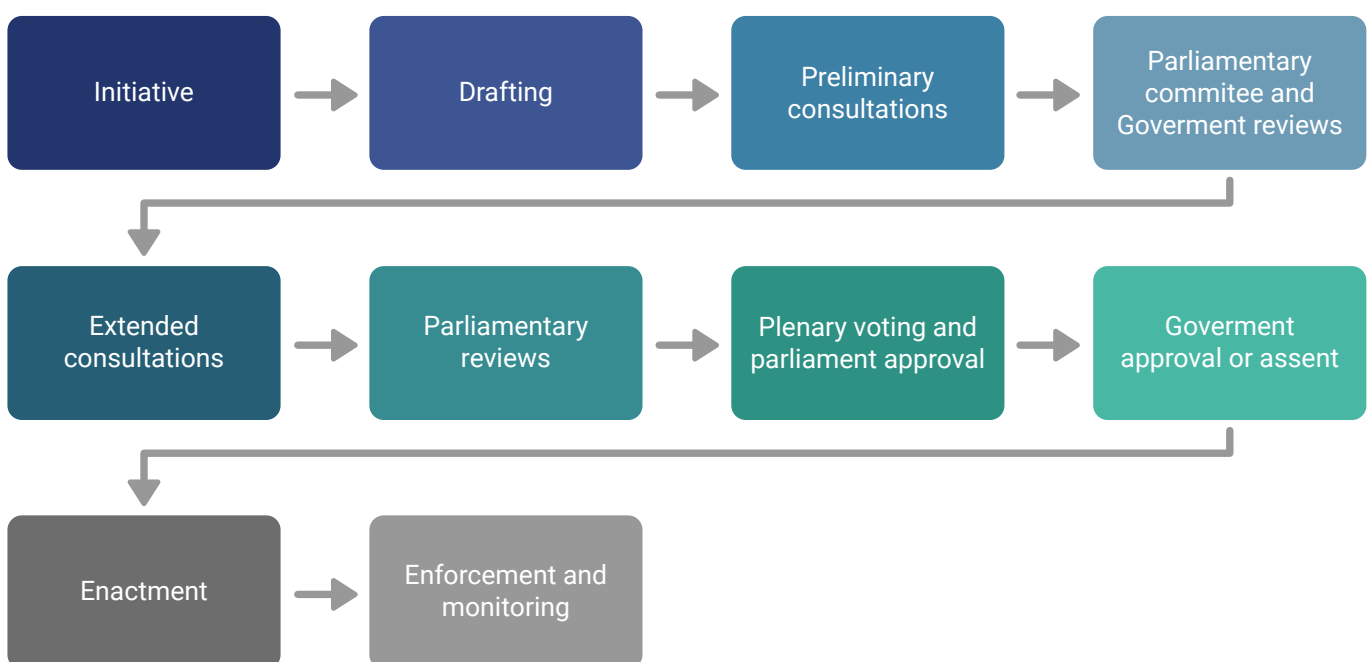 Initiative
Drafting
Preliminary
consultations
Parliamentary
commitee and
Goverment reviews
Extended
consultations
Parliamentary
reviews
Plenary voting and
parliament approval
Goverment
approval or assent
Enactment
Enforcement and
monitoring